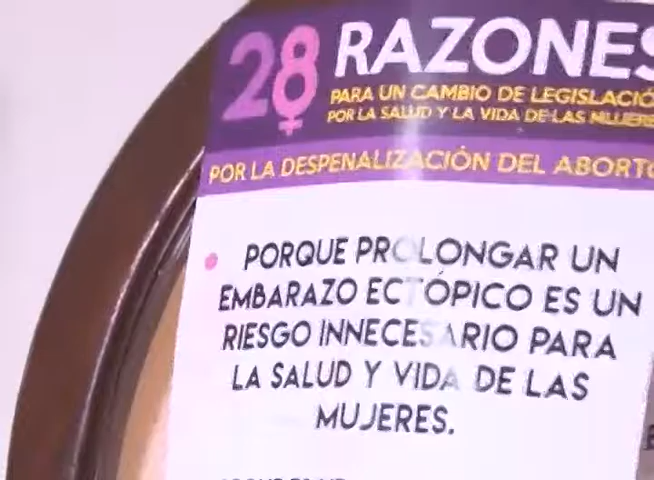 28 RAZONES
PARA UN CAMBIO DE LEGISLACIÓ
POR LA SALUD Y LA VIDA DE LAS MUJERE
POR LA DESPENALIZACIÓN DEL ABORTO
PORQUE PROLONGAR UN
EMBARAZO ECTÓPICO ES UN
RIESGO INNECESARIO PARA
LA SALUD Y VIDA DE LAS
MUJERES.